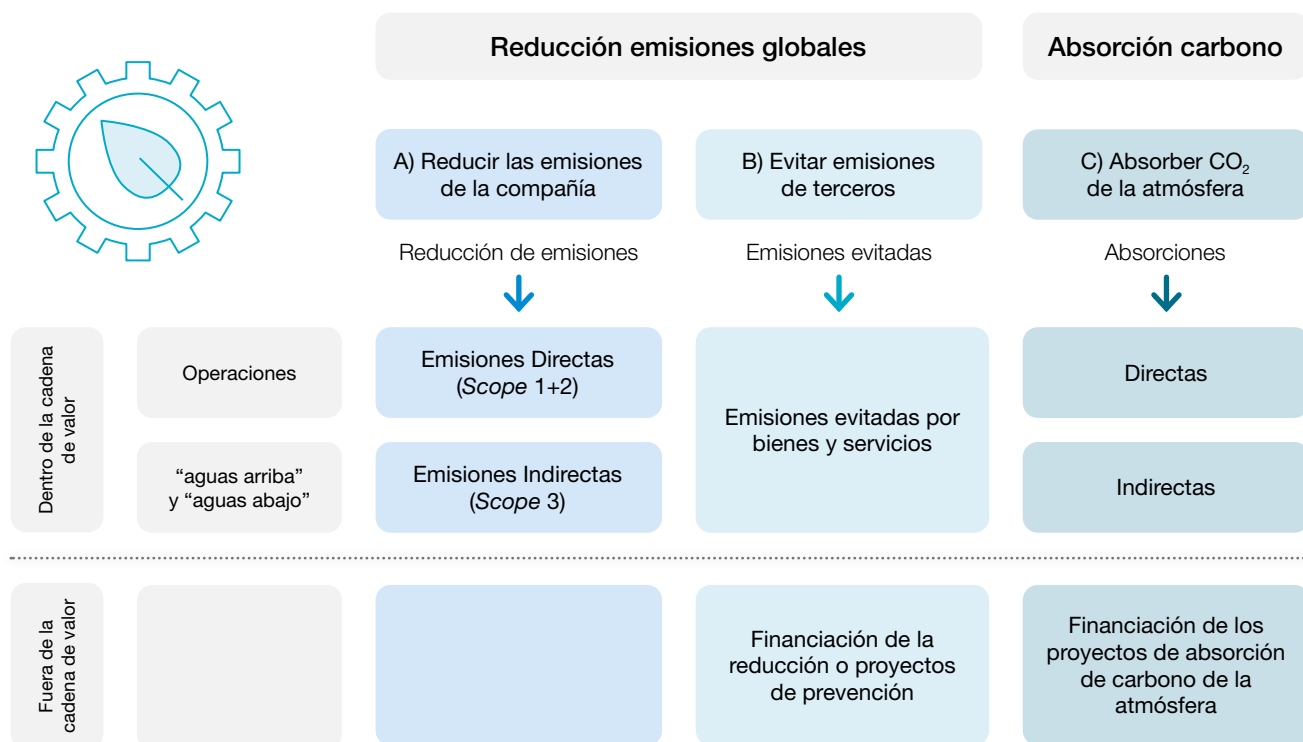 Reducción emisiones globales
Absorción carbono
A) Reducir las emisiones
de la compañía
B) Evitar emisiones
de terceros
C) Absorber CO₂
de la atmósfera
Reducción de emisiones
Emisiones evitadas
Absorciones
Dentro de la cadena
de valor
Operaciones
Emisiones Directas
(Scope 1+2)
Emisiones evitadas por
bienes y servicios
Directas
“aguas arriba”
y “aguas abajo”
Emisiones Indirectas
(Scope 3)
Indirectas
Fuera de la
cadena de valor
Financiación de la
reducción o proyectos
de prevención
Financiación de los
proyectos de absorción
de carbono de la
atmósfera